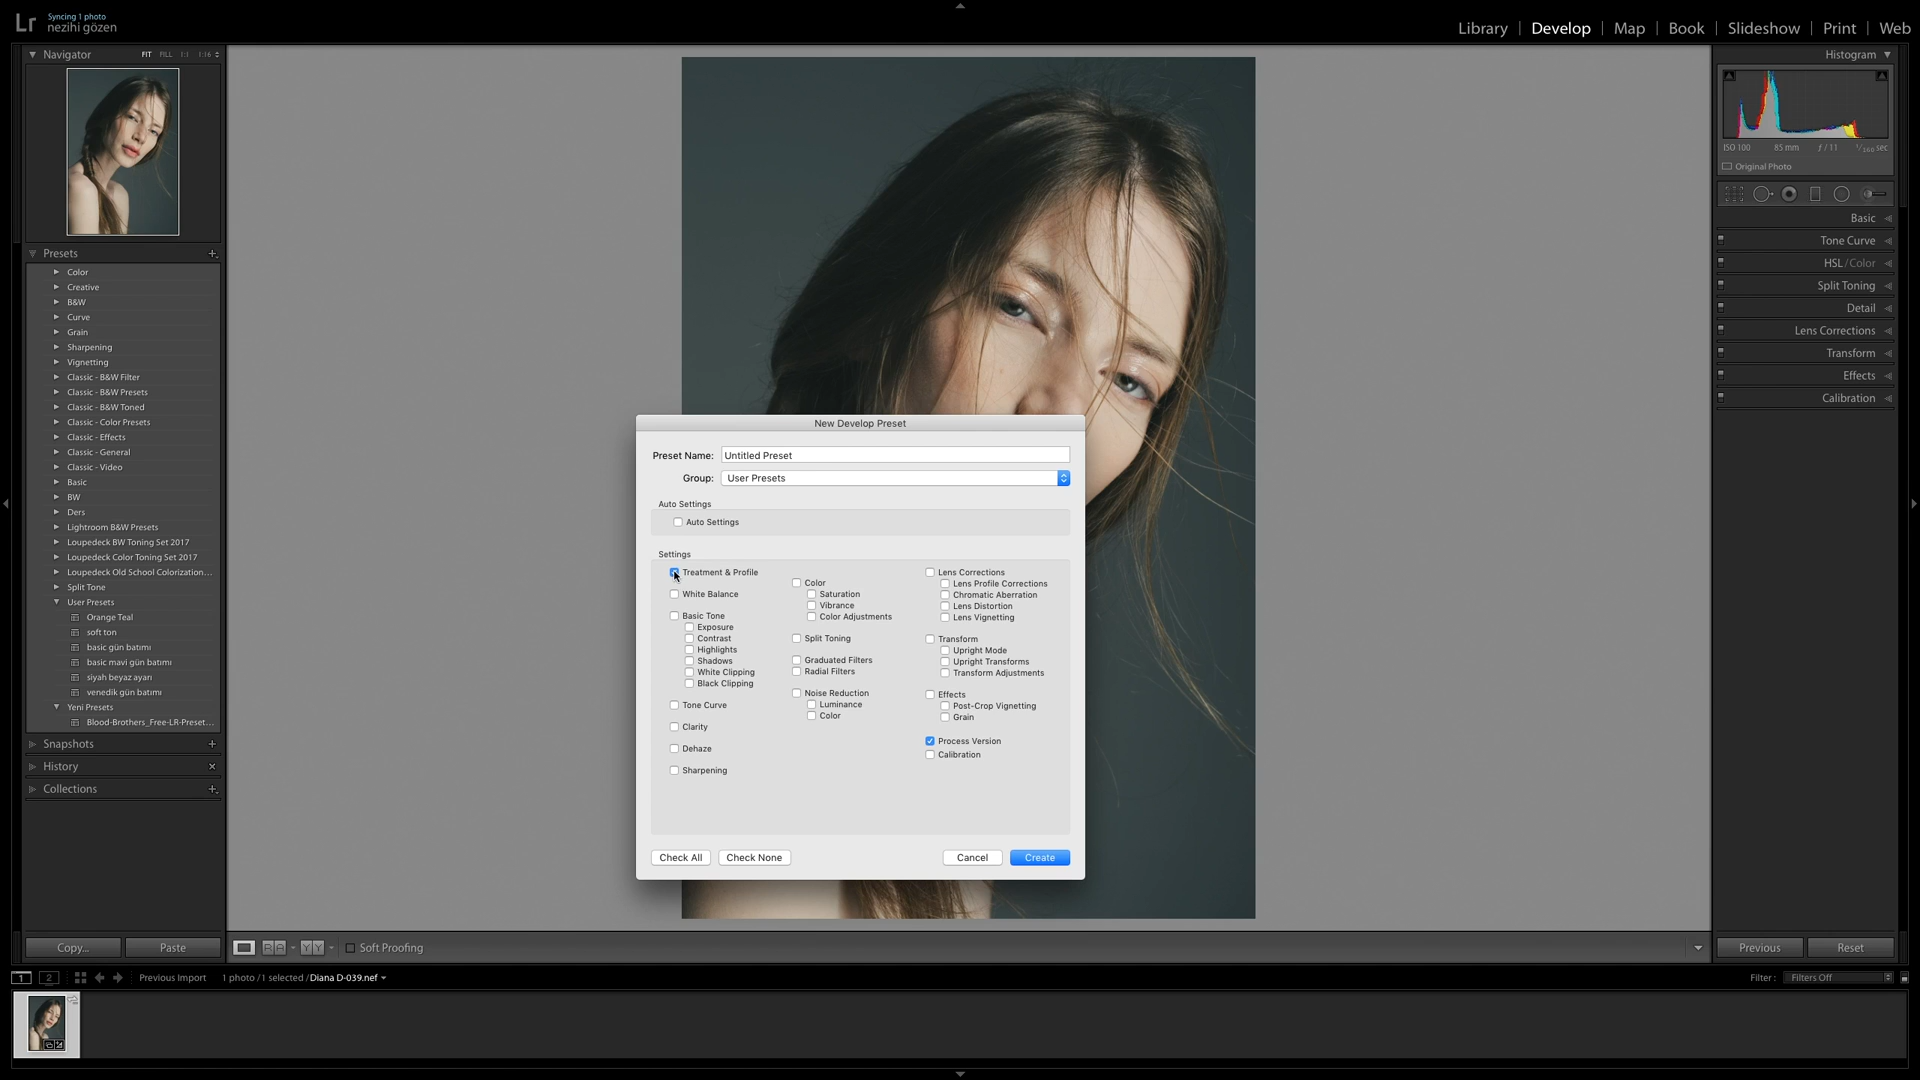 Lr
Syncing 1 photo
nezihi gözen
Library | Develop | Map | Book | Slideshow | Print | Web
Navigator
FIT FILL 1:1 1:16
Presets
Color
Creative
B&W
Curve
Grain
Sharpening
Vignetting
Classic - B&W Filter
Classic - B&W Presets
Classic - B&W Toned
Classic - Color Presets
Classic - Effects
Classic - General
Classic - Video
Basic
BW
Ders
Lightroom B&W Presets
Loupedeck BW Toning Set 2017
Loupedeck Color Toning Set 2017
Loupedeck Old School Colorization...
Split Tone
User Presets
Orange Teal
soft ton
basic gün batımı
basic mavi gün batımı
siyah beyaz ayarı
venedik gün batımı
Yeni Presets
Blood-Brothers_Free-LR-Preset...
Snapshots
History
Collections
Copy...
Paste
New Develop Preset
Preset Name: Untitled Preset
Group: User Presets
Auto Settings
Auto Settings
Settings
Treatment & Profile
White Balance
Basic Tone
Exposure
Contrast
Highlights
Shadows
White Clipping
Black Clipping
Tone Curve
Clarity
Dehaze
Sharpening
Color
Saturation
Vibrance
Color Adjustments
Split Toning
Graduated Filters
Radial Filters
Noise Reduction
Luminance
Color
Lens Corrections
Lens Profile Corrections
Chromatic Aberration
Lens Distortion
Lens Vignetting
Transform
Upright Mode
Upright Transforms
Transform Adjustments
Effects
Post-Crop Vignetting
Grain
Process Version
Calibration
Check All
Check None
Cancel
Create
Histogram
ISO 100 85 mm ƒ / 11 1/160 sec
Original Photo
Basic
Tone Curve
HSL / Color
Split Toning
Detail
Lens Corrections
Transform
Effects
Calibration
Soft Proofing
Previous
Reset
1 2 Previous Import 1 photo / 1 selected / Diana D-039.nef
Filter : Filters Off